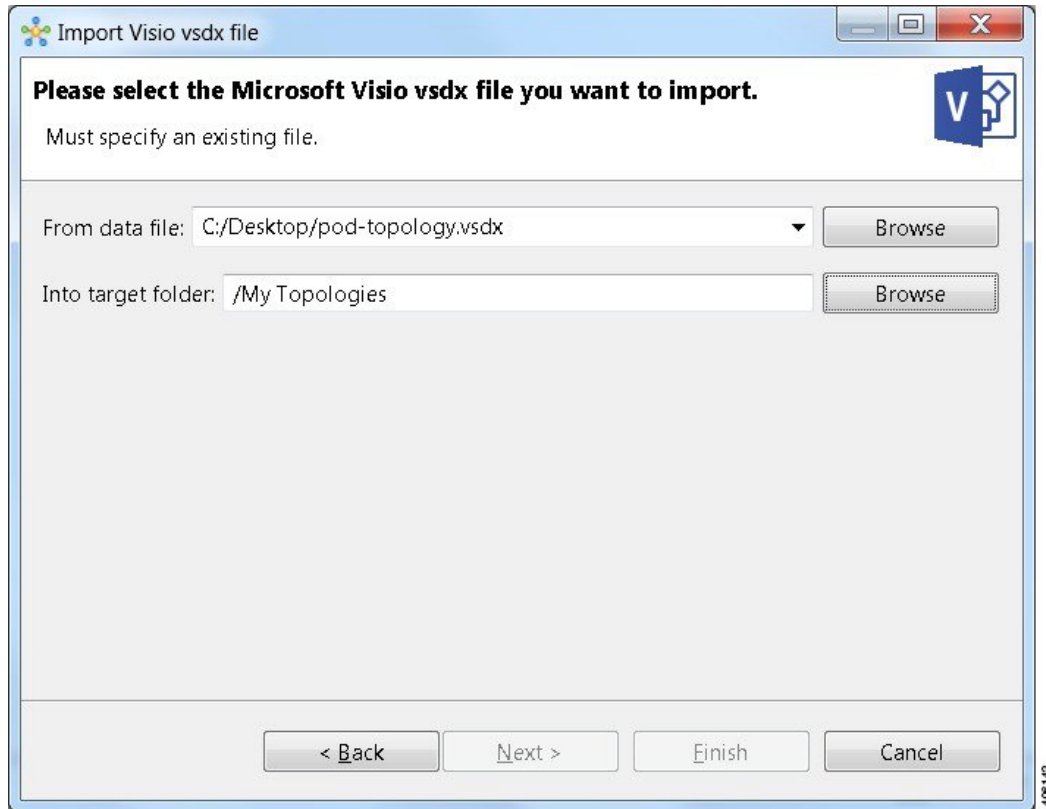 Import Visio vsdx file
Please select the Microsoft Visio vsdx file you want to import.
Must specify an existing file.
V
From data file: C:/Desktop/pod-topology.vsdx Browse
Into target folder: /My Topologies Browse
< Back Next > Finish Cancel